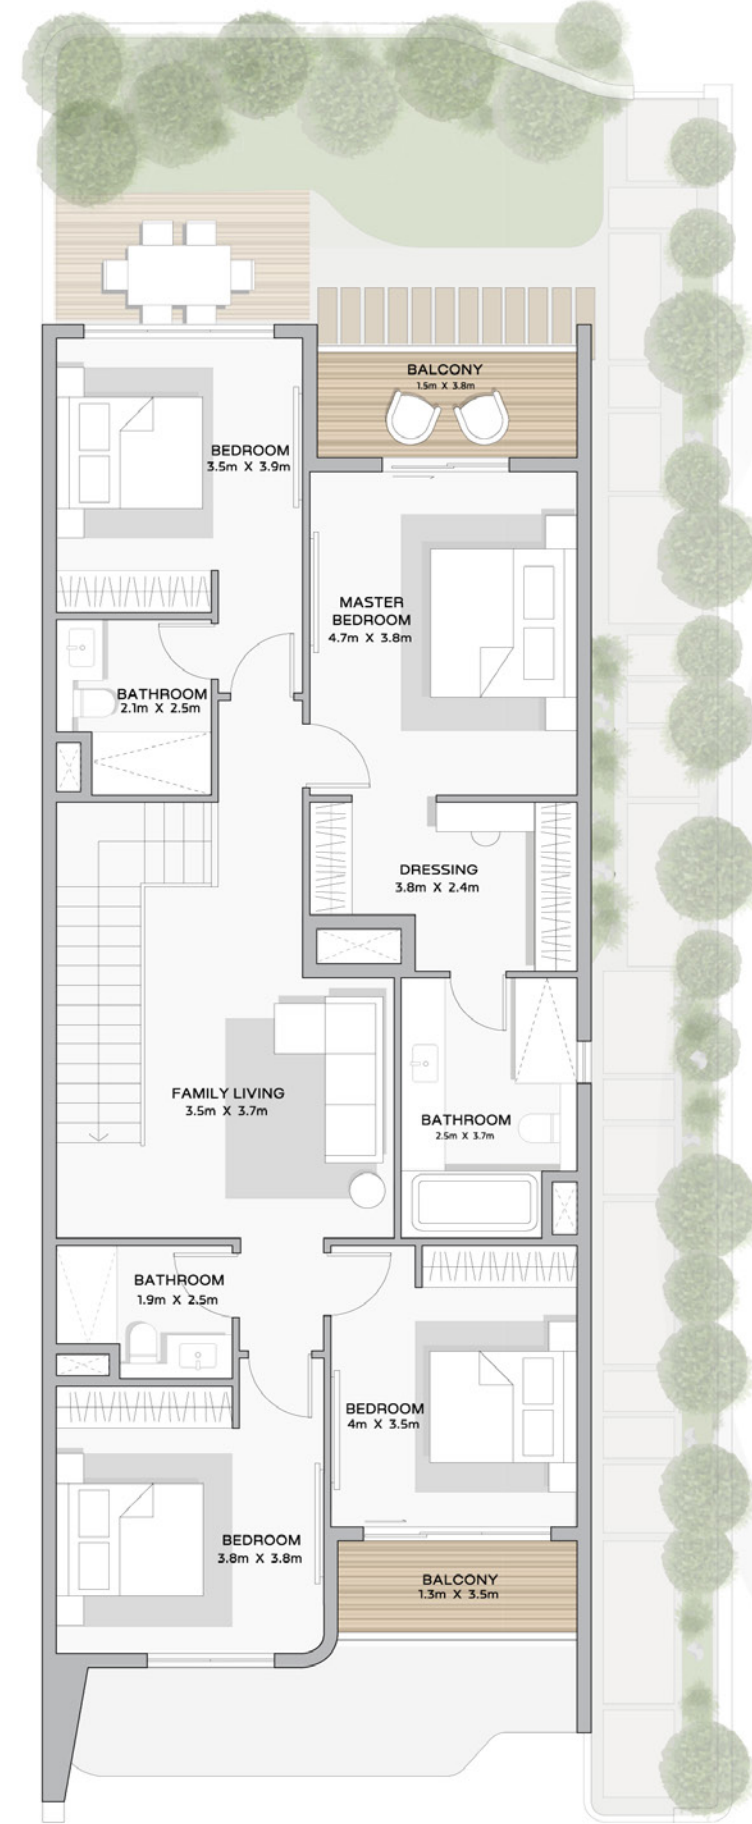 BALCONY
1.5m X 3.8m
BEDROOM
3.5m X 3.9m
MASTER
BEDROOM
4.7m X 3.8m
BATHROOM
2.1m X 2.5m
DRESSING
3.8m X 2.4m
FAMILY LIVING
3.5m X 3.7m
BATHROOM
2.5m X 3.7m
BATHROOM
1.9m X 2.5m
BEDROOM
4m X 3.5m
BEDROOM
3.8m X 3.8m
BALCONY
1.3m X 3.5m